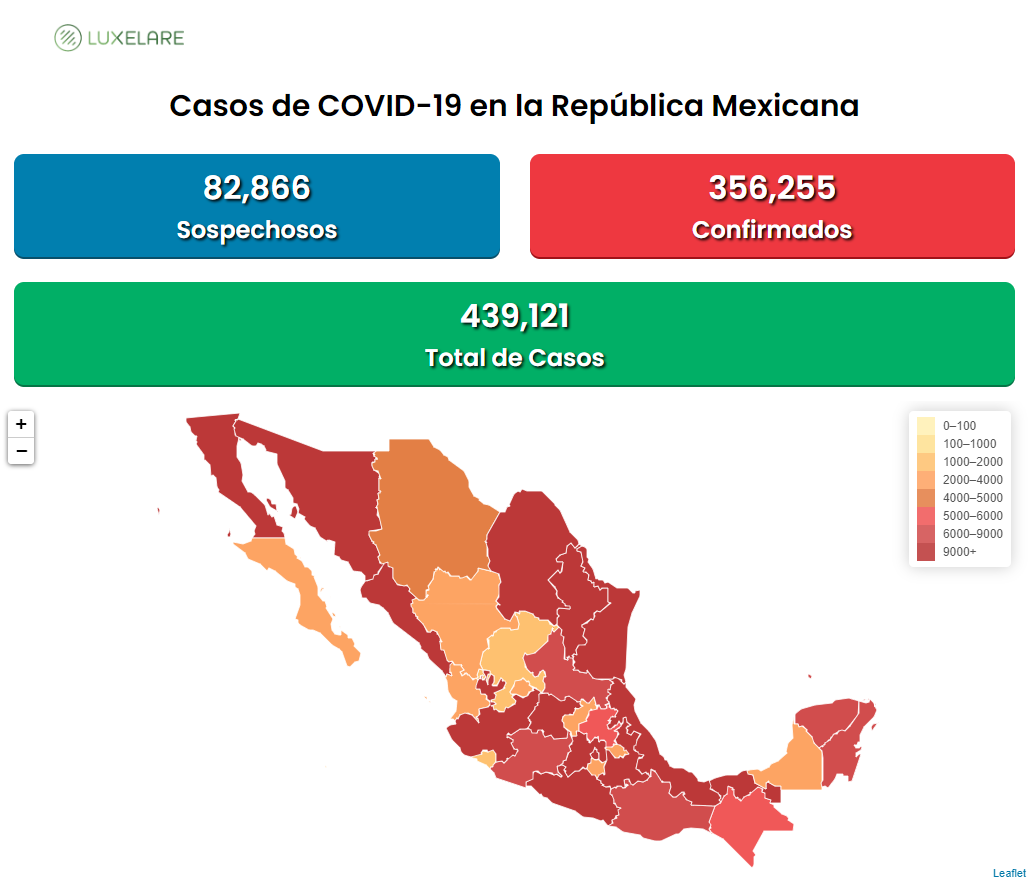 LUXELARE
Casos de COVID-19 en la República Mexicana
82,866
Sospechosos
356,255
Confirmados
439,121
Total de Casos
+
−
0–100
100–1000
1000–2000
2000–4000
4000–5000
5000–6000
6000–9000
9000+
Leaflet